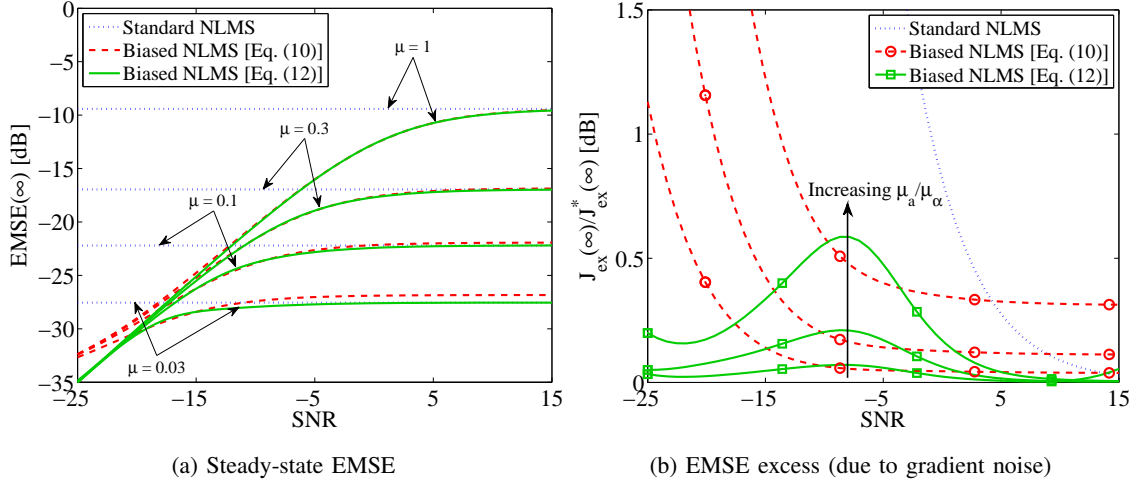 0
−5
−10
−15
−20
−25
−30
−35
−25
−15
−5
5
15
EMSE(∞) [dB]
SNR
Standard NLMS
Biased NLMS [Eq. (10)]
Biased NLMS [Eq. (12)]
μ = 1
μ = 0.3
μ = 0.1
μ = 0.03
(a) Steady-state EMSE
1.5
1
0.5
0
−25
−15
−5
5
15
J_ex(∞)/J*_ex(∞) [dB]
SNR
Standard NLMS
Biased NLMS [Eq. (10)]
Biased NLMS [Eq. (12)]
Increasing μ_a/μ_α
(b) EMSE excess (due to gradient noise)